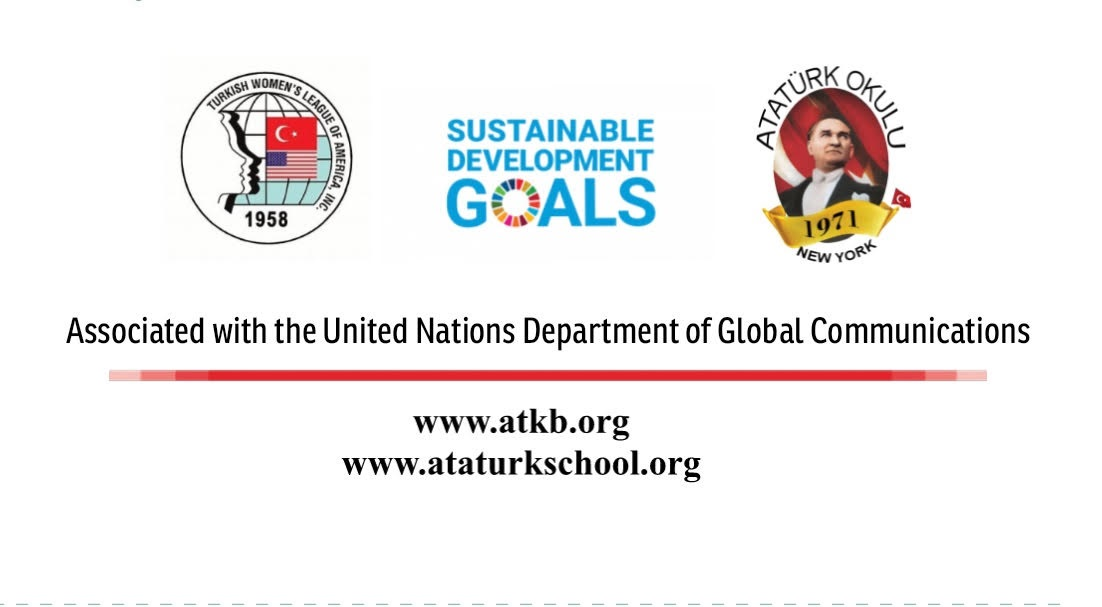 TURKISH WOMEN'S LEAGUE OF AMERICA, INC.
1958
SUSTAINABLE
DEVELOPMENT
GOALS
ATATÜRK OKULU
1971
NEW YORK
Associated with the United Nations Department of Global Communications
www.atkb.org
www.ataturkschool.org